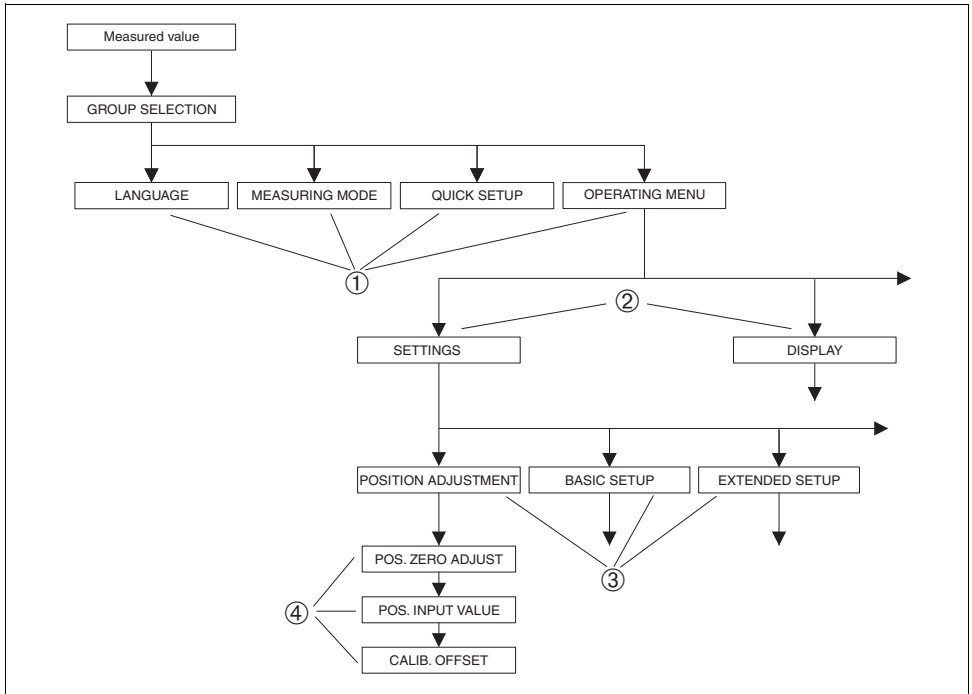 Measured value
GROUP SELECTION
LANGUAGE
MEASURING MODE
QUICK SETUP
OPERATING MENU
①
②
SETTINGS
DISPLAY
POSITION ADJUSTMENT
BASIC SETUP
EXTENDED SETUP
③
POS. ZERO ADJUST
④
POS. INPUT VALUE
CALIB. OFFSET